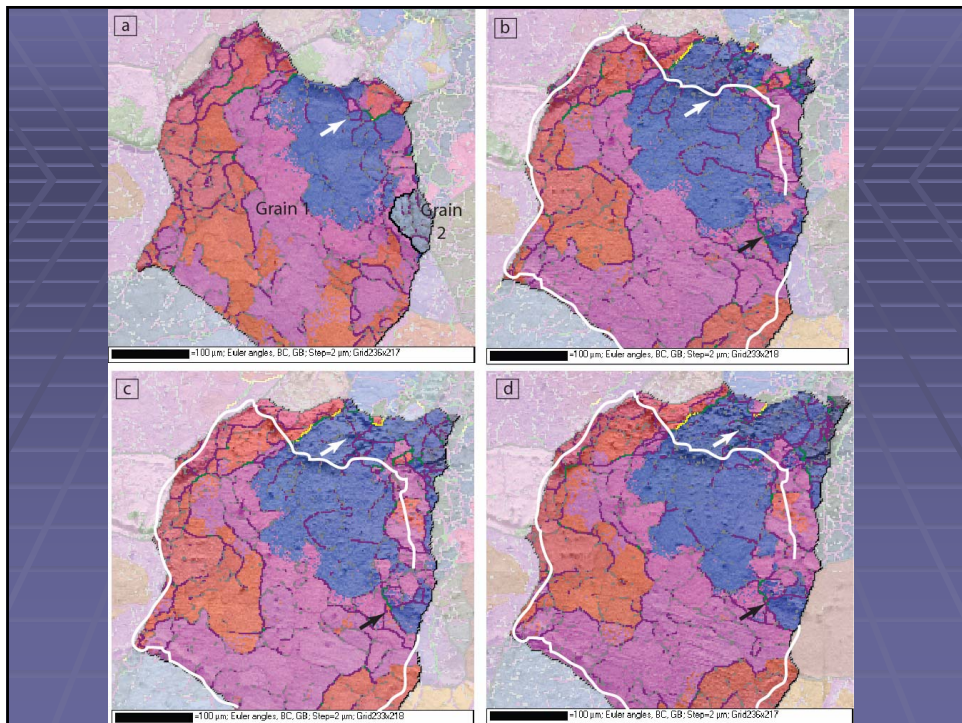 a
Grain 1
Grain
2
=100 µm; Euler angles, BC, GB; Step=2 µm; Grid236x217
b
=100 µm; Euler angles, BC, GB; Step=2 µm; Grid233x218
c
=100 µm; Euler angles, BC, GB; Step=2 µm; Grid233x218
d
=100 µm; Euler angles, BC, GB; Step=2 µm; Grid236x217